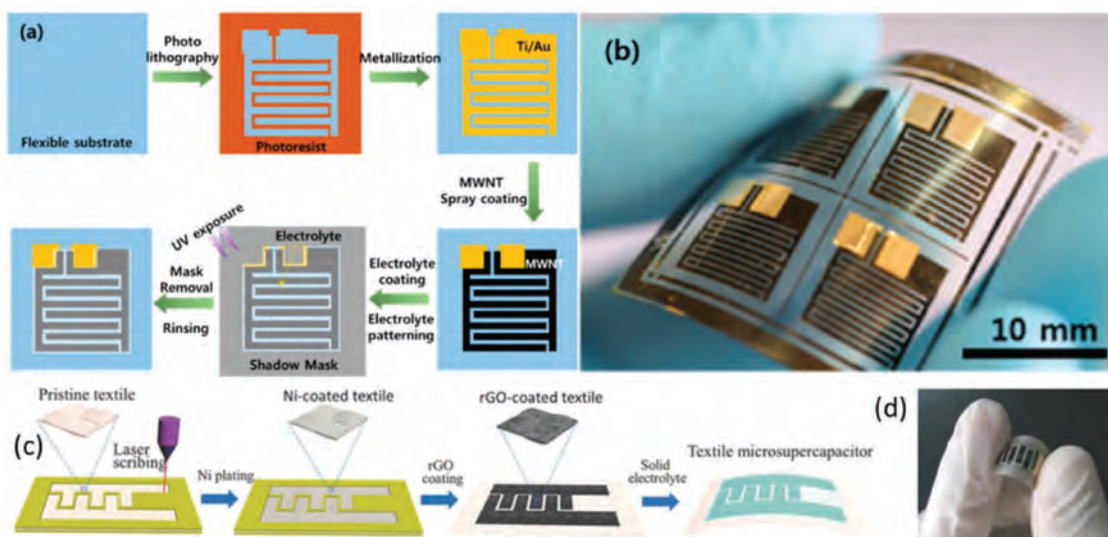 (a)
Photo
lithography
Metallization
Ti/Au
Flexible substrate
Photoresist
MWNT
Spray coating
UV exposure
Electrolyte
Mask
Removal
Rinsing
Electrolyte
coating
Electrolyte
patterning
MWNT
Shadow Mask
(b)
10 mm
Pristine textile
Ni-coated textile
rGO-coated textile
(c)
Laser
scribing
Ni plating
rGO
coating
Solid
electrolyte
Textile microsupercapacitor
(d)